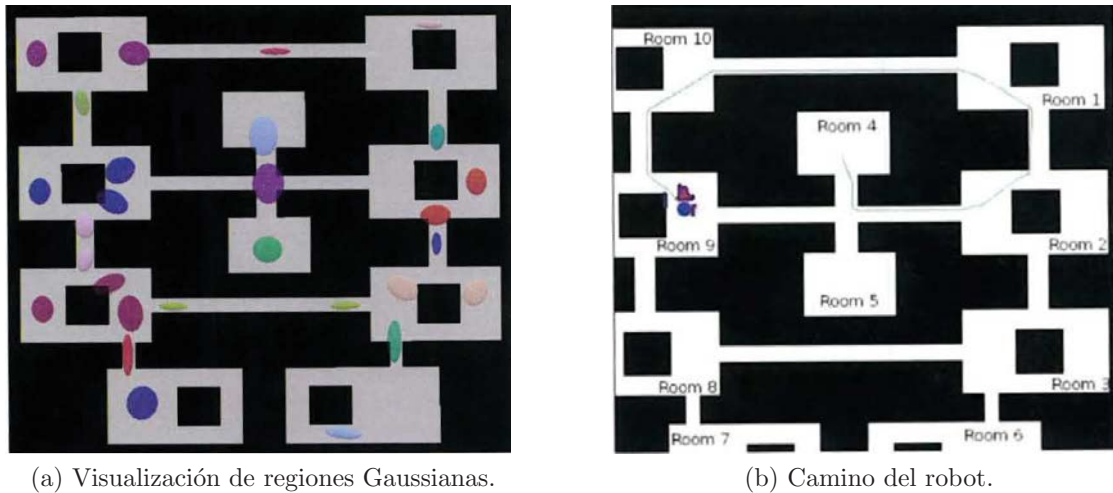 Room 10
Room 1
Room 4
Room 9
Room 2
Room 5
Room 8
Room 3
Room 7
Room 6
(a) Visualización de regiones Gaussianas.
(b) Camino del robot.